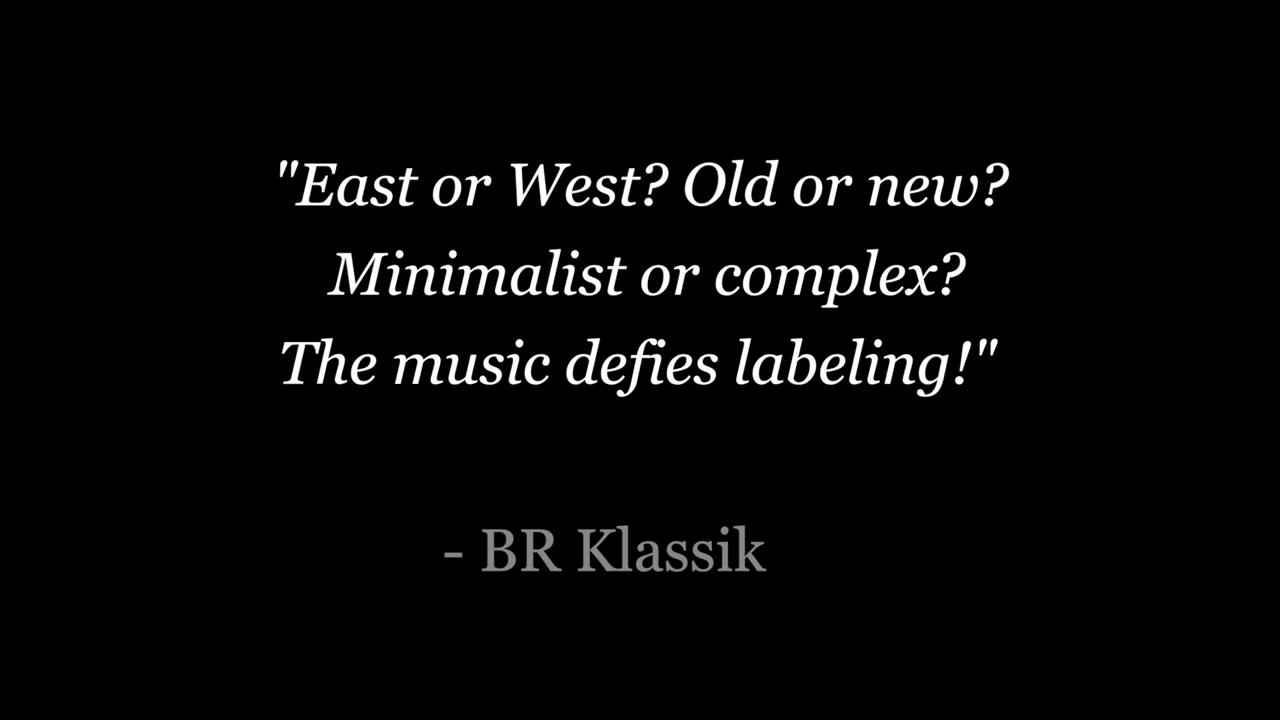 "East or West? Old or new?
Minimalist or complex?
The music defies labeling!"
- BR Klassik